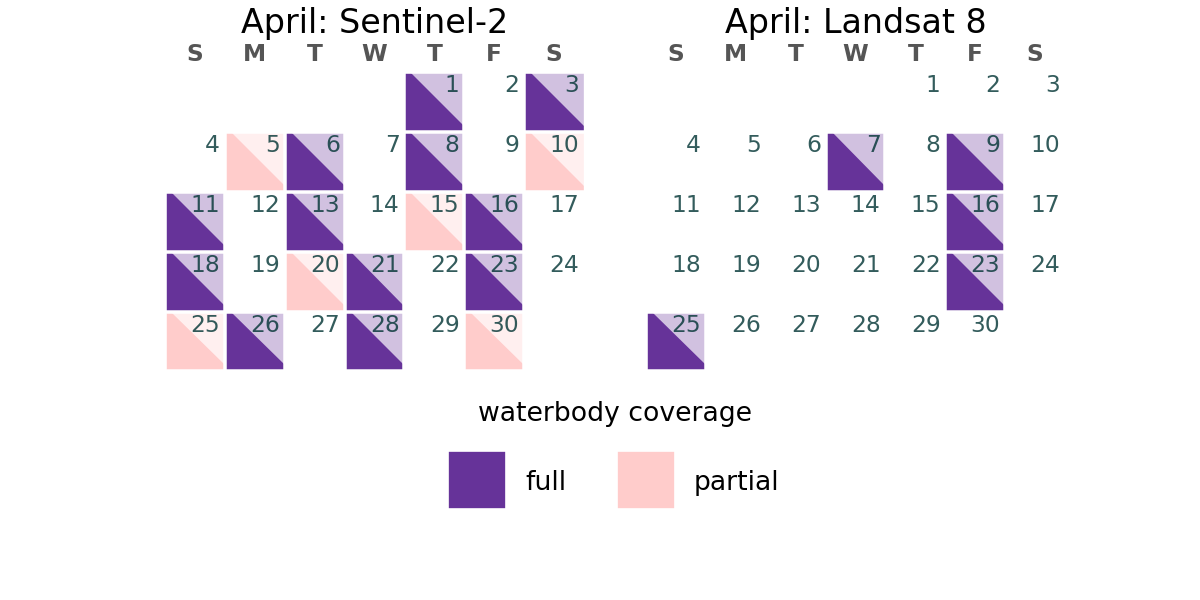 April: Sentinel-2
S M T W T F S
1 2 3
4 5 6 7 8 9 10
11 12 13 14 15 16 17
18 19 20 21 22 23 24
25 26 27 28 29 30
April: Landsat 8
S M T W T F S
1 2 3
4 5 6 7 8 9 10
11 12 13 14 15 16 17
18 19 20 21 22 23 24
25 26 27 28 29 30
waterbody coverage
full partial